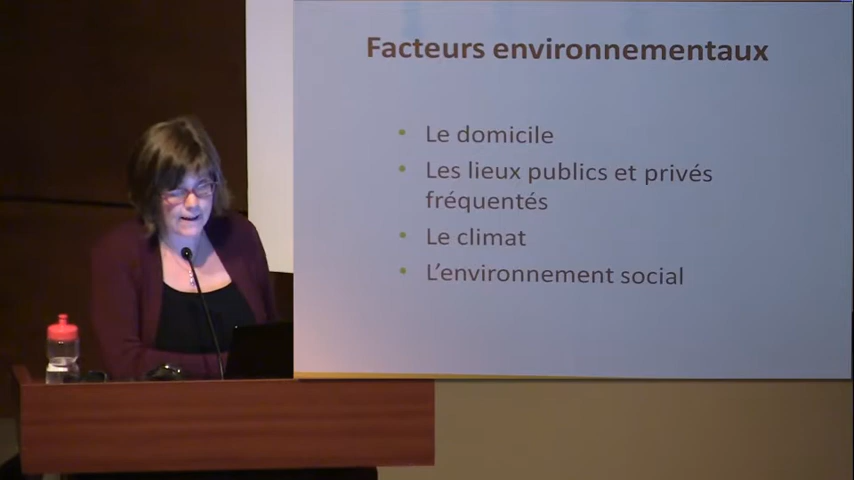 Facteurs environnementaux
• Le domicile
• Les lieux publics et privés
fréquentés
• Le climat
• L'environnement social